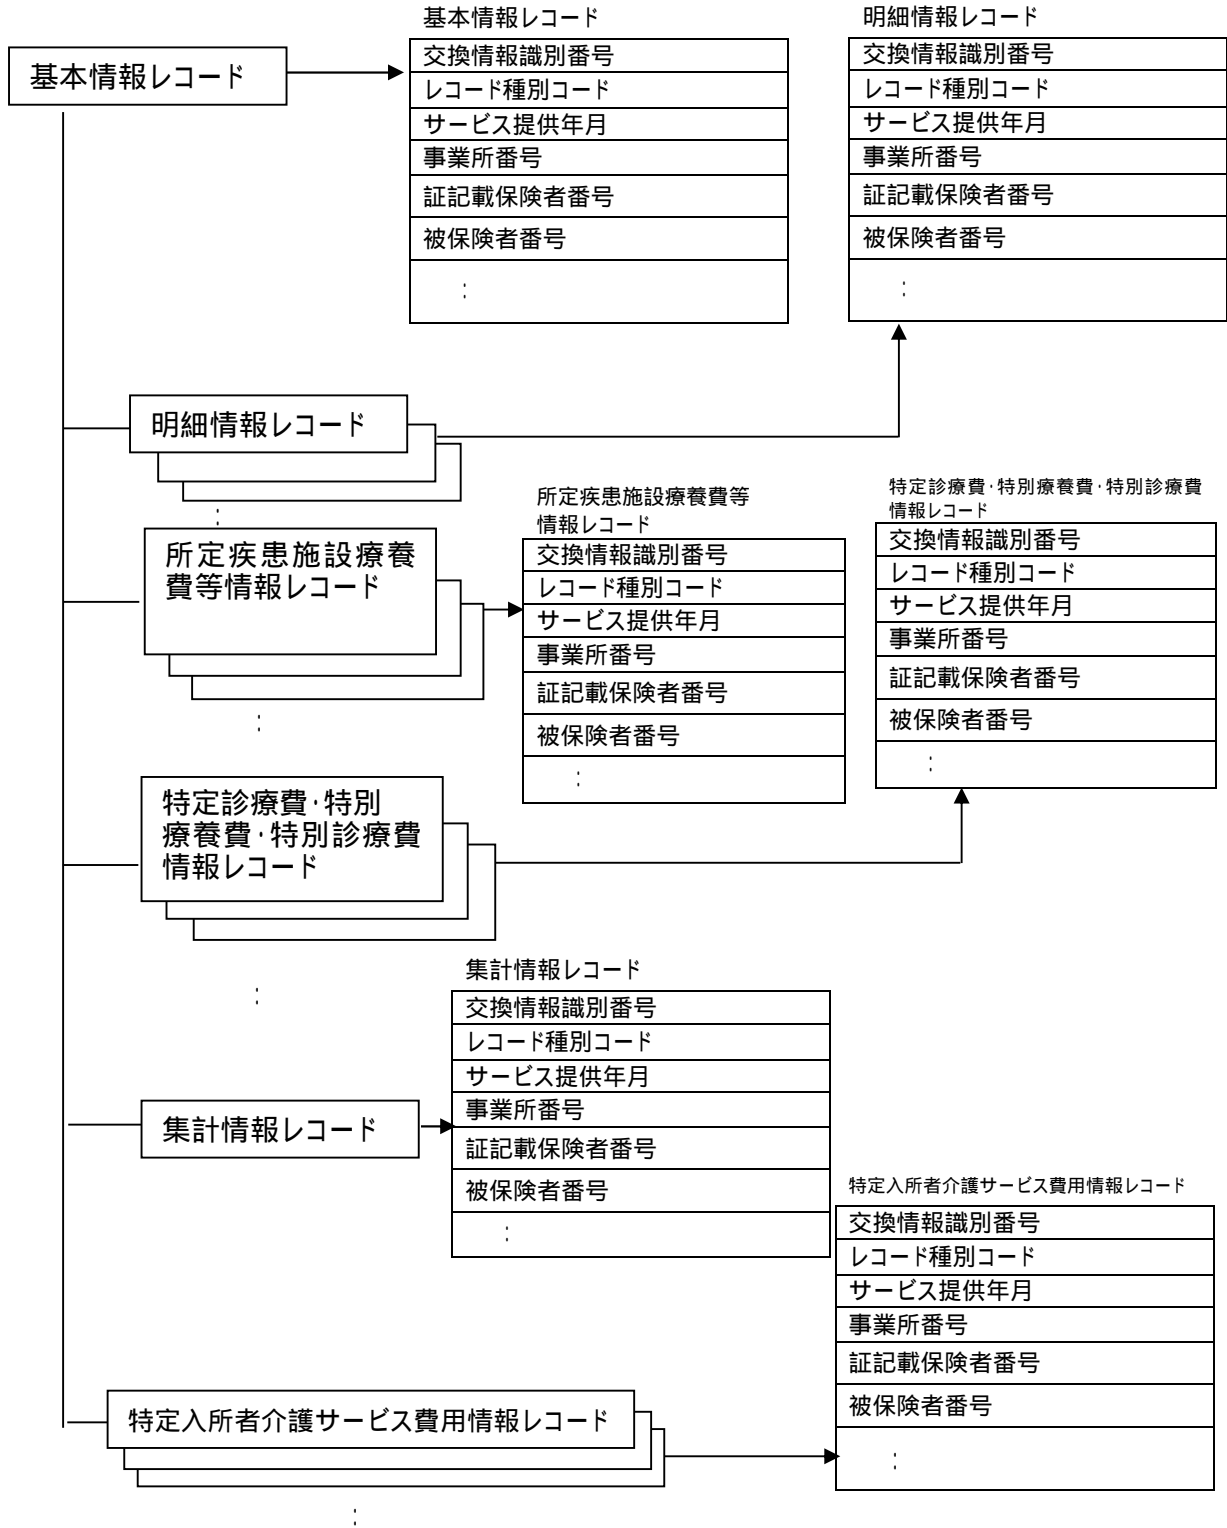 基本情報レコード
基本情報レコード
交換情報識別番号
レコード種別コード
サービス提供年月
事業所番号
証記載保険者番号
被保険者番号
:
明細情報レコード
交換情報識別番号
レコード種別コード
サービス提供年月
事業所番号
証記載保険者番号
被保険者番号
:
明細情報レコード
:
所定疾患施設療養
費等情報レコード
:
所定疾患施設療養費等
情報レコード
交換情報識別番号
レコード種別コード
サービス提供年月
事業所番号
証記載保険者番号
被保険者番号
:
特定診療費・特別療養費・特別診療費
情報レコード
交換情報識別番号
レコード種別コード
サービス提供年月
事業所番号
証記載保険者番号
被保険者番号
:
特定診療費・特別
療養費・特別診療費
情報レコード
:
集計情報レコード
集計情報レコード
交換情報識別番号
レコード種別コード
サービス提供年月
事業所番号
証記載保険者番号
被保険者番号
:
特定入所者介護サービス費用情報レコード
交換情報識別番号
レコード種別コード
サービス提供年月
事業所番号
証記載保険者番号
被保険者番号
:
特定入所者介護サービス費用情報レコード
: